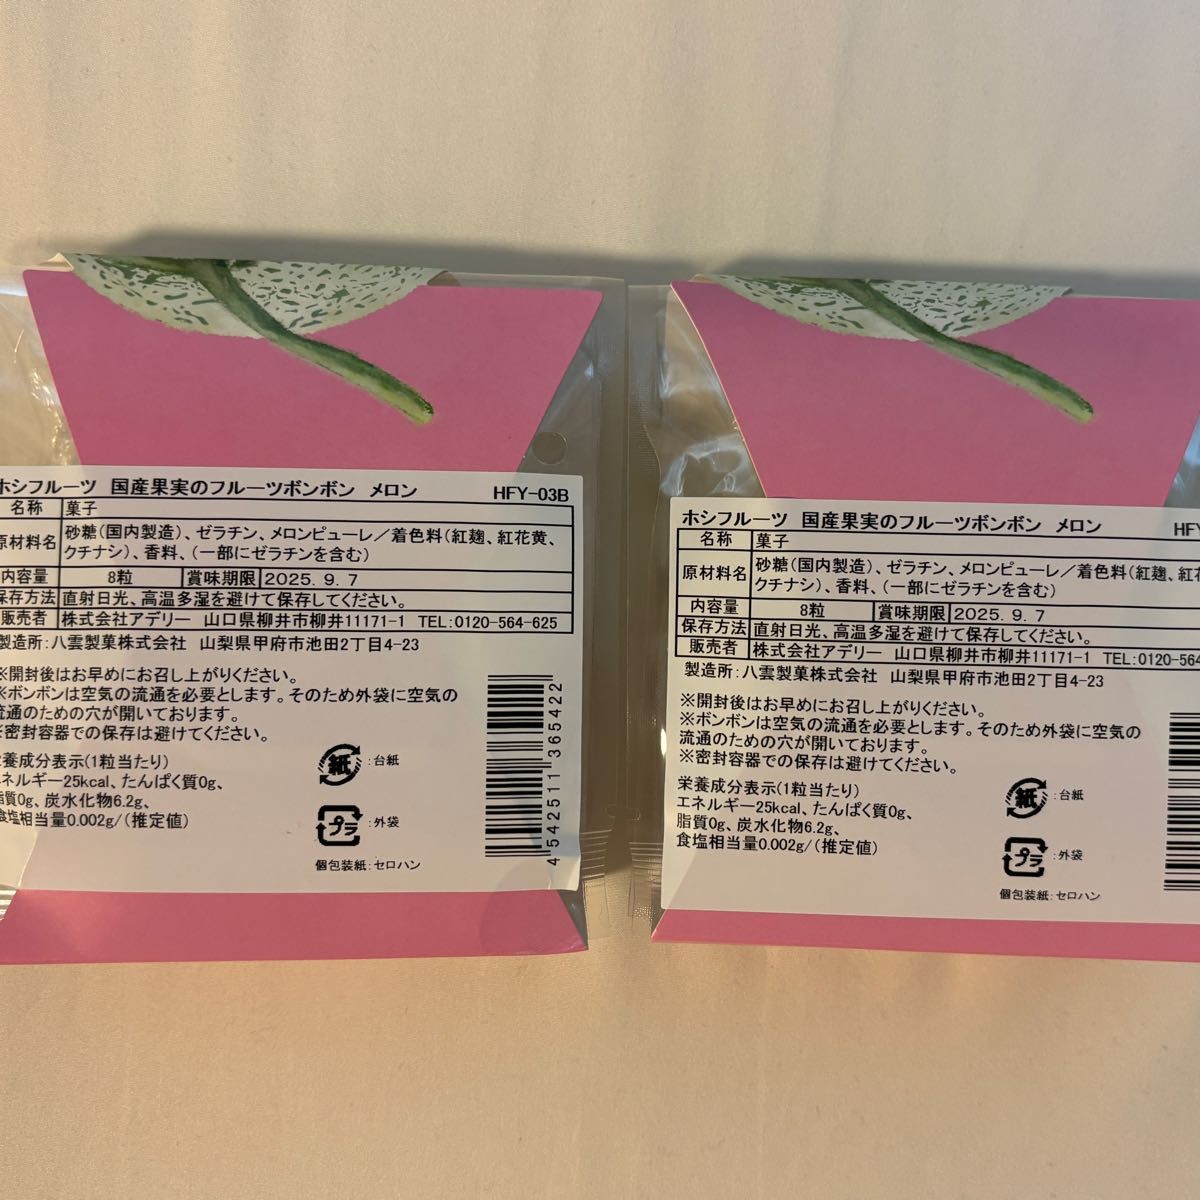 ホシフルーツ 国産果実のフルーツボンボン メロン HFY-03B
名称 菓子
原材料名 砂糖(国内製造)、ゼラチン、メロンピューレ/着色料(紅麹、紅花黄、
クチナシ)、香料、(一部にゼラチンを含む)
内容量 8粒 賞味期限 2025. 9. 7
保存方法 直射日光、高温多湿を避けて保存してください。
販売者 株式会社アデリー 山口県柳井市柳井11171-1 TEL:0120-564-625
製造所:八雲製菓株式会社 山梨県甲府市池田2丁目4-23
※開封後はお早めにお召し上がりください。
※ボンボンは空気の流通を必要とします。そのため外袋に空気の
流通のための穴が開いております。
※密封容器での保存は避けてください。
栄養成分表示(1粒当たり)
エネルギー25kcal、たんぱく質0g、
脂質0g、炭水化物6.2g、
食塩相当量0.002g/(推定値)
紙 :台紙
プラ :外袋
個包装紙:セロハン
4542511365422
ホシフルーツ 国産果実のフルーツボンボン メロン HFY
名称 菓子
原材料名 砂糖(国内製造)、ゼラチン、メロンピューレ/着色料(紅麹、紅花
クチナシ)、香料、(一部にゼラチンを含む)
内容量 8粒 賞味期限 2025. 9. 7
保存方法 直射日光、高温多湿を避けて保存してください。
販売者 株式会社アデリー 山口県柳井市柳井11171-1 TEL:0120-564
製造所:八雲製菓株式会社 山梨県甲府市池田2丁目4-23
※開封後はお早めにお召し上がりください。
※ボンボンは空気の流通を必要とします。そのため外袋に空気の
流通のための穴が開いております。
※密封容器での保存は避けてください。
栄養成分表示(1粒当たり)
エネルギー25kcal、たんぱく質0g、
脂質0g、炭水化物6.2g、
食塩相当量0.002g/(推定値)
紙 :台紙
プラ :外袋
個包装紙:セロハン